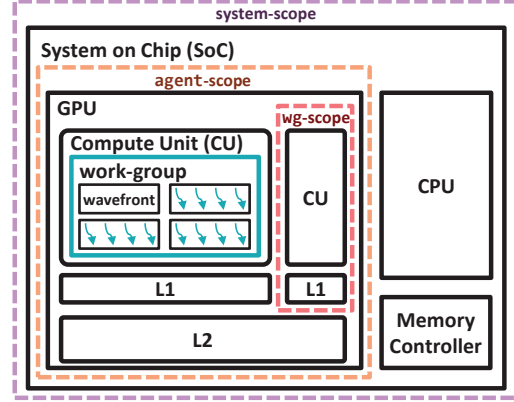 system-scope
System on Chip (SoC)
agent-scope
GPU
wg-scope
Compute Unit (CU)
work-group
wavefront
CU
CPU
L1
L1
L2
Memory
Controller